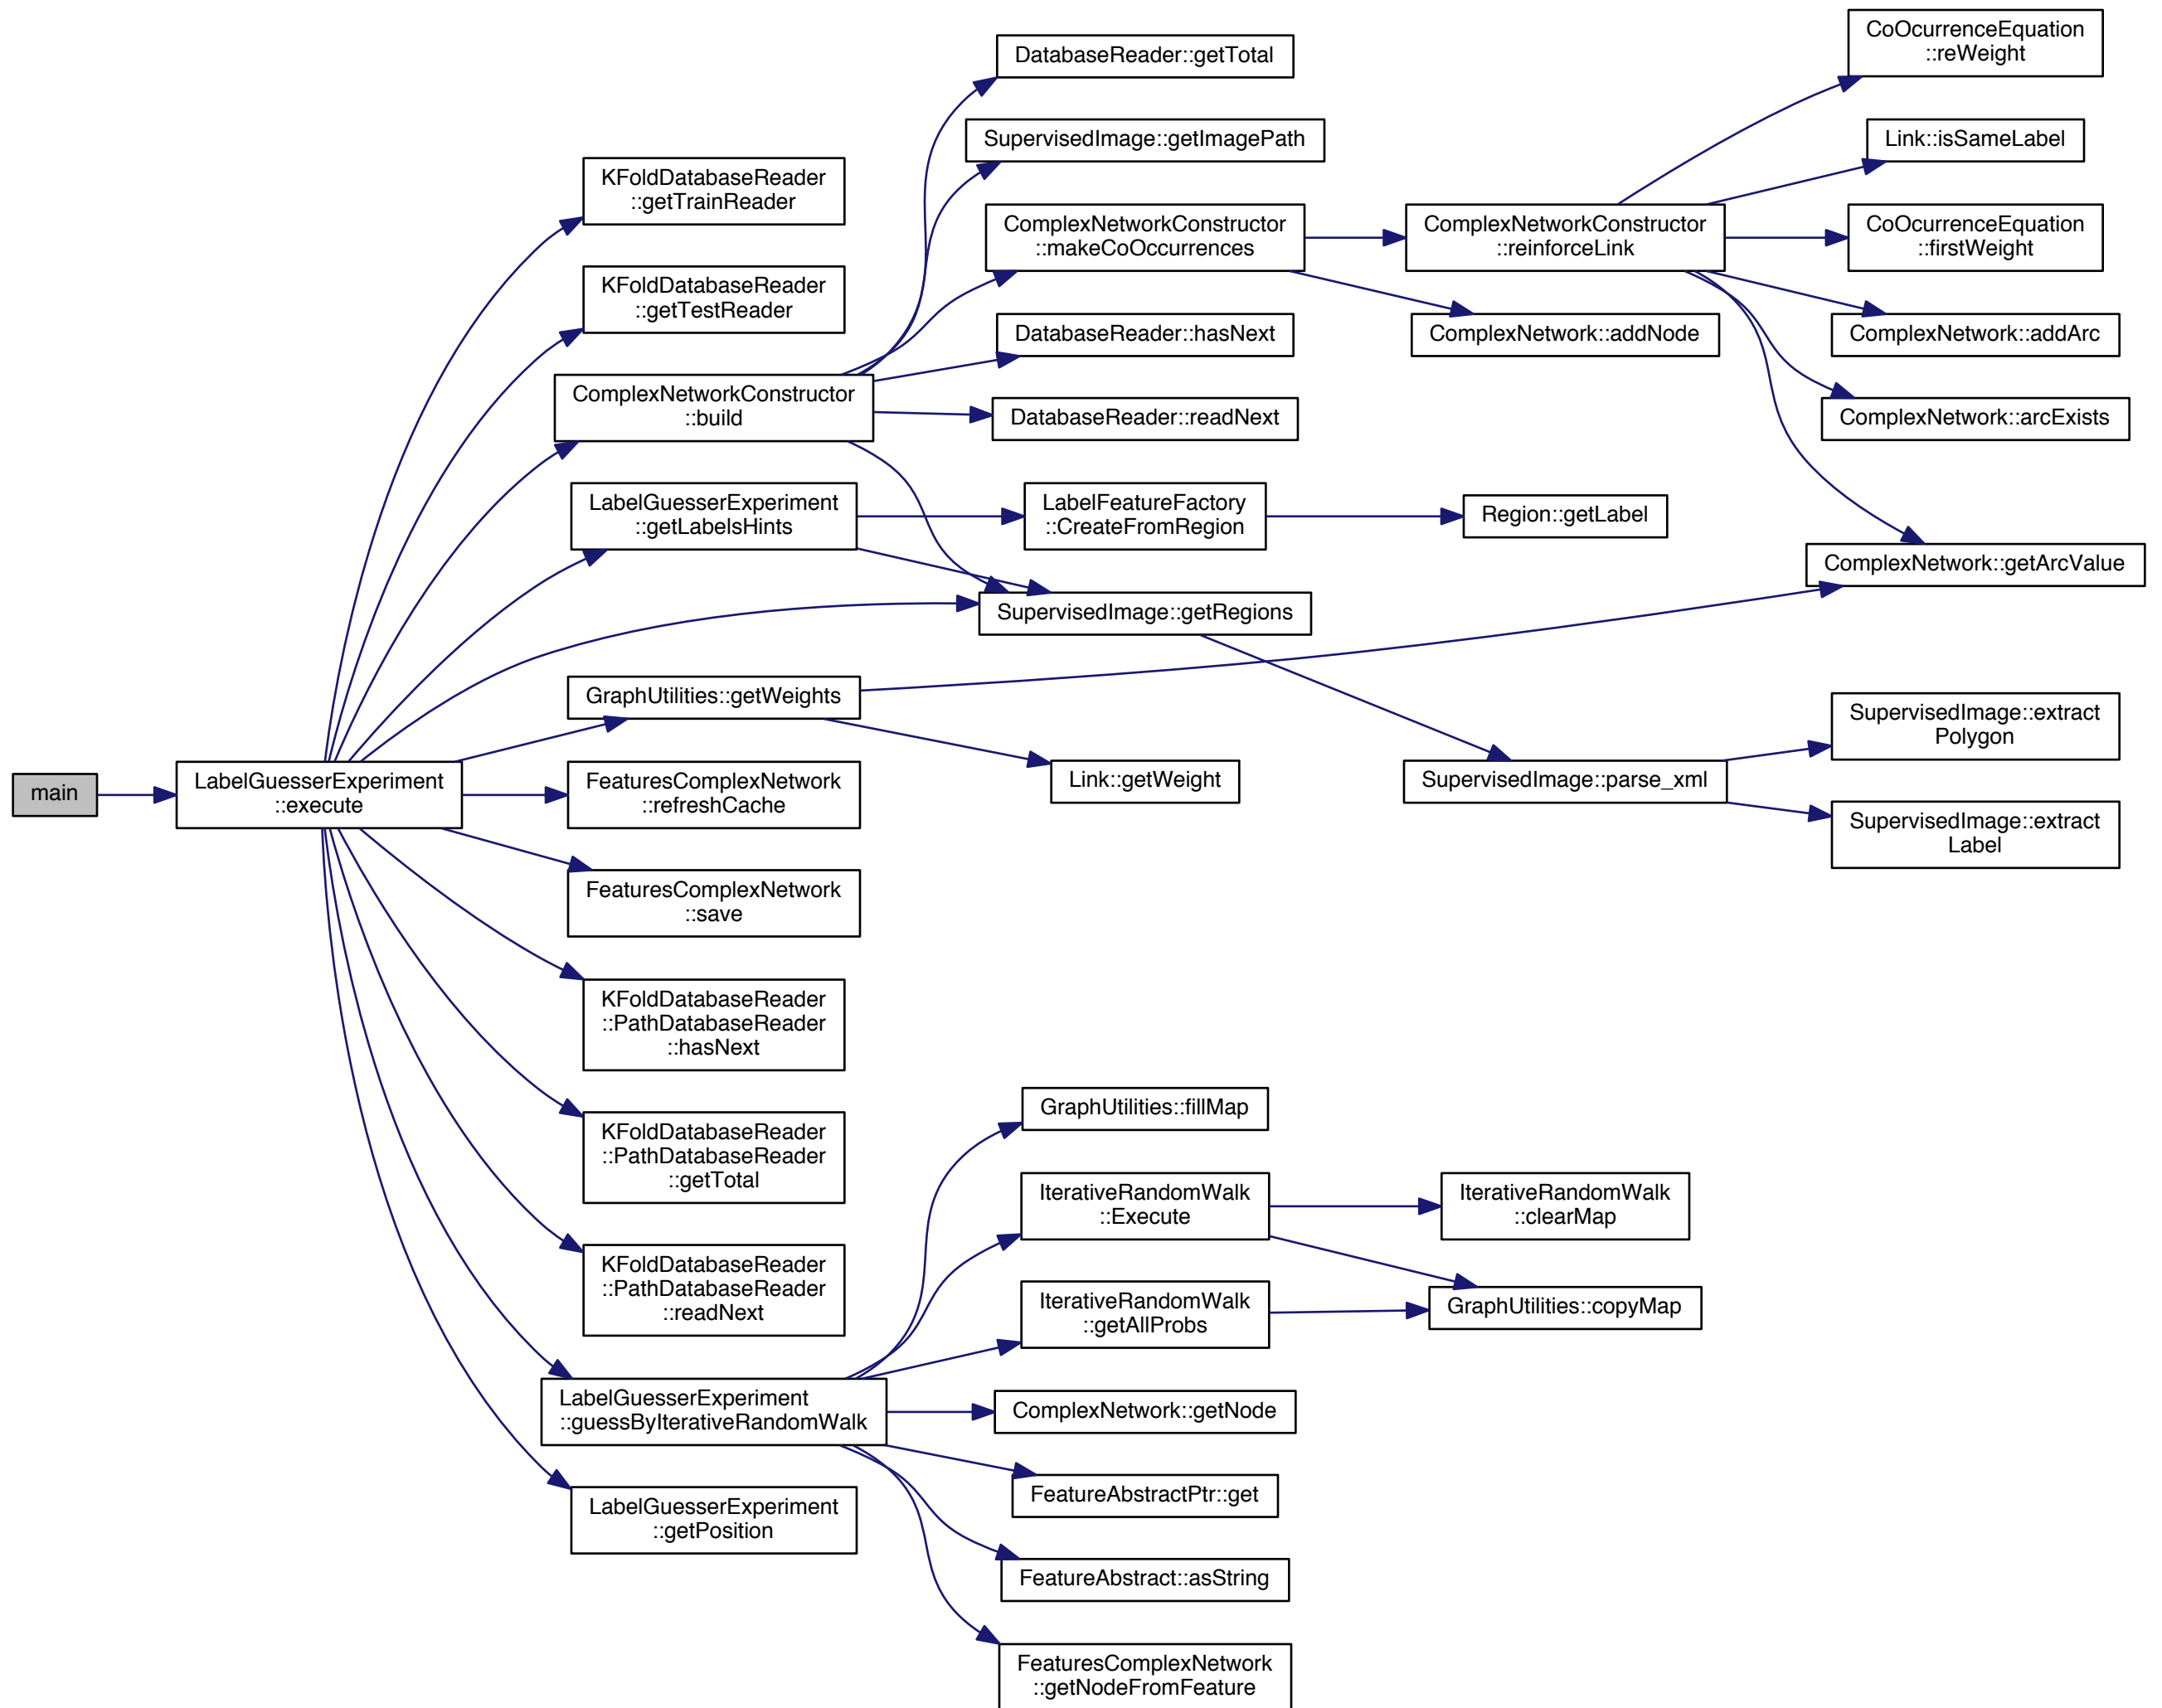 main
LabelGuesserExperiment
::execute
KFoldDatabaseReader
::getTrainReader
KFoldDatabaseReader
::getTestReader
ComplexNetworkConstructor
::build
LabelGuesserExperiment
::getLabelsHints
GraphUtilities::getWeights
FeaturesComplexNetwork
::refreshCache
FeaturesComplexNetwork
::save
KFoldDatabaseReader
::PathDatabaseReader
::hasNext
KFoldDatabaseReader
::PathDatabaseReader
::getTotal
KFoldDatabaseReader
::PathDatabaseReader
::readNext
LabelGuesserExperiment
::guessByIterativeRandomWalk
LabelGuesserExperiment
::getPosition
DatabaseReader::getTotal
SupervisedImage::getImagePath
ComplexNetworkConstructor
::makeCoOccurrences
DatabaseReader::hasNext
DatabaseReader::readNext
LabelFeatureFactory
::CreateFromRegion
SupervisedImage::getRegions
Link::getWeight
GraphUtilities::fillMap
IterativeRandomWalk
::Execute
IterativeRandomWalk
::getAllProbs
ComplexNetwork::getNode
FeatureAbstractPtr::get
FeatureAbstract::asString
FeaturesComplexNetwork
::getNodeFromFeature
ComplexNetworkConstructor
::reinforceLink
ComplexNetwork::addNode
Region::getLabel
SupervisedImage::parse_xml
IterativeRandomWalk
::clearMap
GraphUtilities::copyMap
CoOcurrenceEquation
::reWeight
Link::isSameLabel
CoOcurrenceEquation
::firstWeight
ComplexNetwork::addArc
ComplexNetwork::arcExists
ComplexNetwork::getArcValue
SupervisedImage::extract
Polygon
SupervisedImage::extract
Label